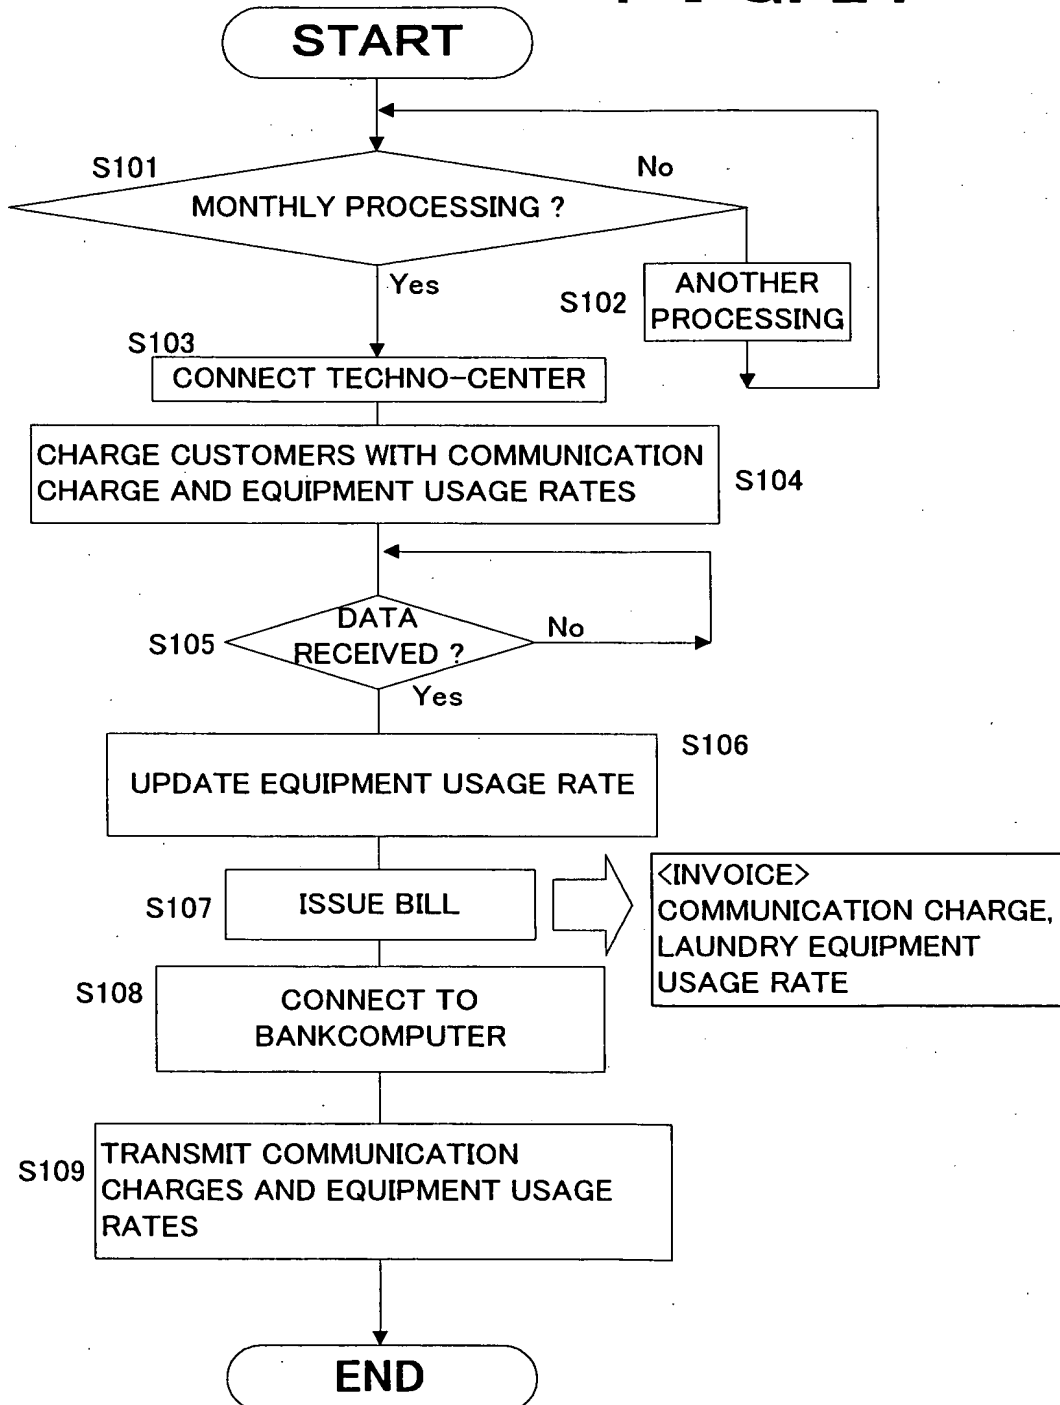 START
S101
No
MONTHLY PROCESSING ?
Yes
S102
ANOTHER
PROCESSING
S103
CONNECT TECHNO-CENTER
CHARGE CUSTOMERS WITH COMMUNICATION
CHARGE AND EQUIPMENT USAGE RATES
S104
DATA
RECEIVED ?
S105
No
Yes
S106
UPDATE EQUIPMENT USAGE RATE
S107
ISSUE BILL
<INVOICE>
COMMUNICATION CHARGE,
LAUNDRY EQUIPMENT
USAGE RATE
S108
CONNECT TO
BANKCOMPUTER
S109
TRANSMIT COMMUNICATION
CHARGES AND EQUIPMENT USAGE
RATES
END